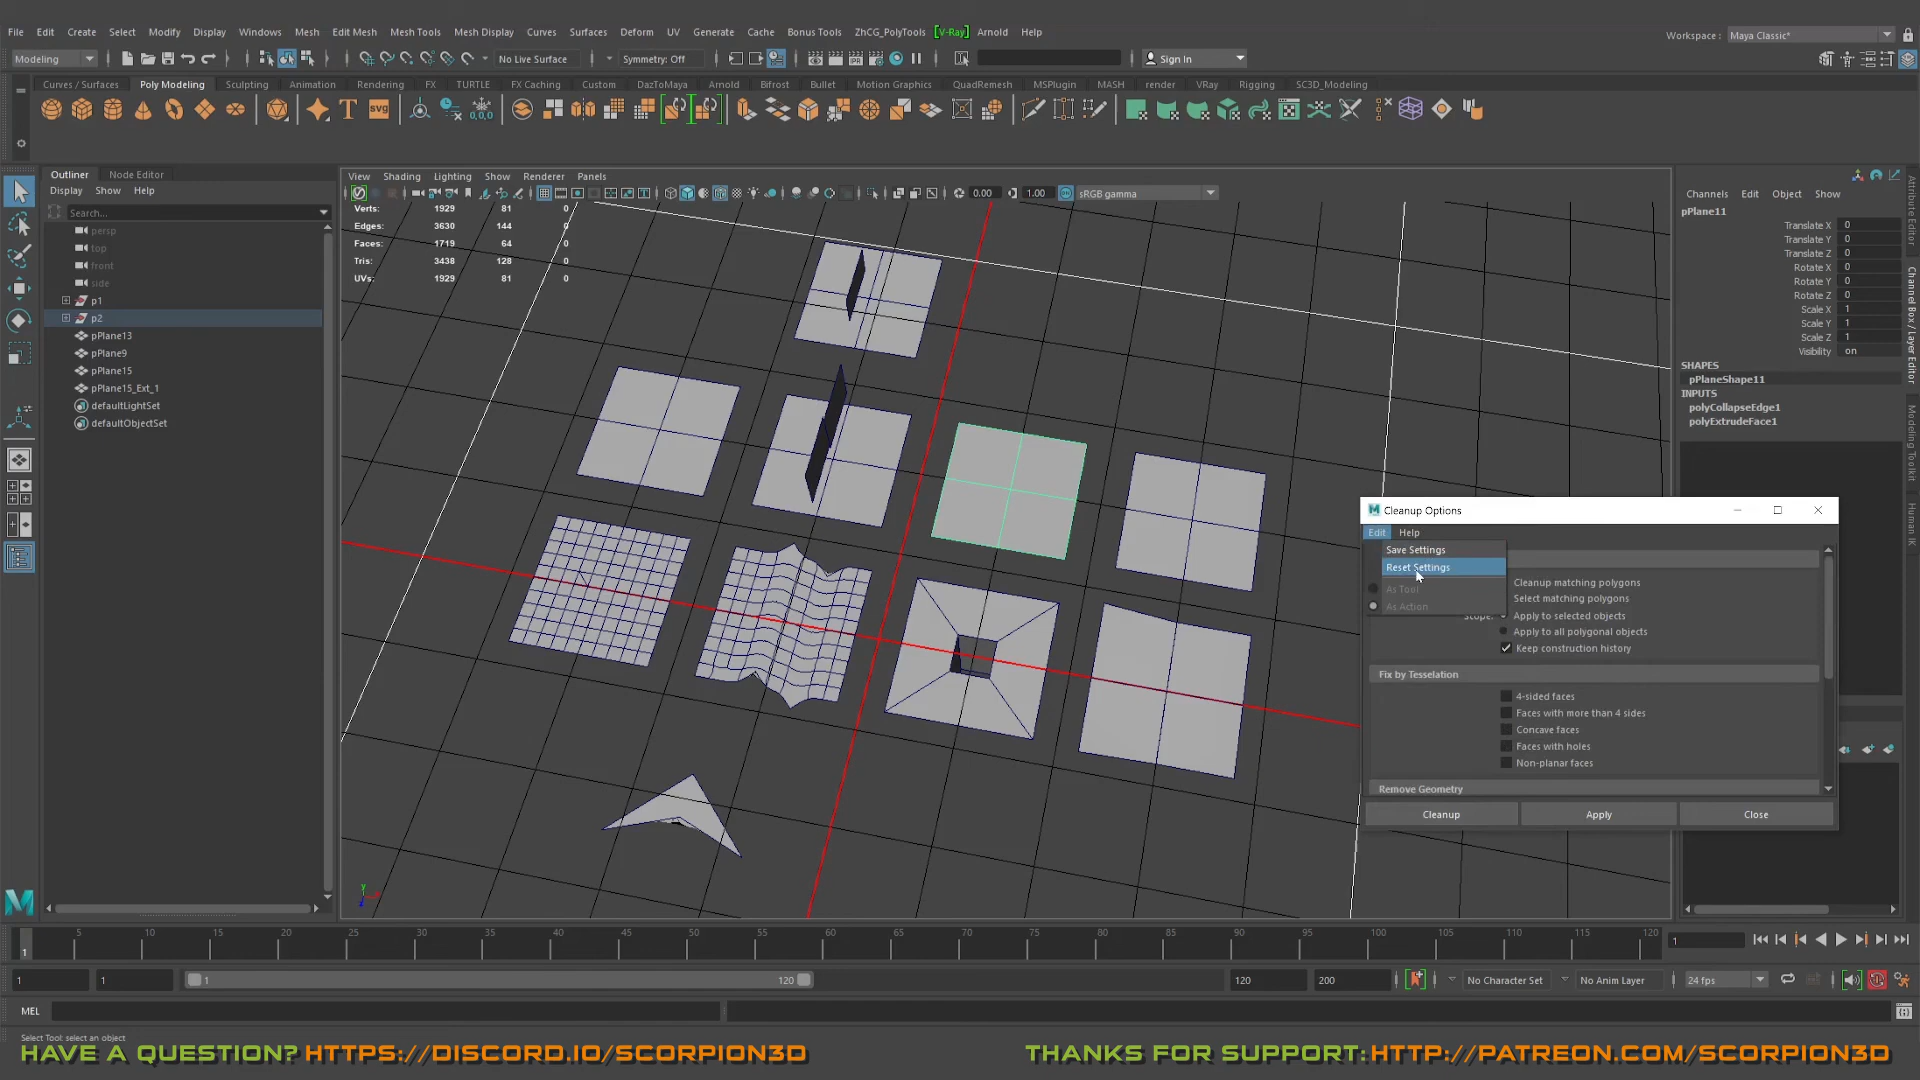 File Edit Create Select Modify Display Windows Mesh Edit Mesh Mesh Tools Mesh Display Curves Surfaces Deform UV Generate Cache Bonus Tools ZhCG_PolyTools [V-Ray] Arnold Help
Workspace : Maya Classic*
Modeling No Live Surface Symmetry: Off Sign In
Curves / Surfaces Poly Modeling Sculpting Rigging Animation Rendering FX TURTLE FX Caching Custom DazToMaya Arnold Bifrost Bullet Motion Graphics QuadRemesh MSPlugin MASH render VRay Rigging SC3D_Modeling
Outliner Node Editor
Display Show Help
Search...
persp
top
front
side
p1
p2
pPlane13
pPlane9
pPlane15
pPlane15_Ext_1
defaultLightSet
defaultObjectSet
View Shading Lighting Show Renderer Panels
0.00 1.00 sRGB gamma
Verts: 1929 81 0
Edges: 3630 144 0
Faces: 1719 64 0
Tris: 3438 128 0
UVs: 1929 81 0
Channels Edit Object Show
pPlane11
Translate X 0
Translate Y 0
Translate Z 0
Rotate X 0
Rotate Y 0
Rotate Z 0
Scale X 1
Scale Y 1
Scale Z 1
Visibility on
SHAPES
pPlaneShape11
INPUTS
polyCollapseEdge1
polyExtrudeFace1
Attribute Editor
Channel Box / Layer Editor
Modeling Toolkit
Human IK
Cleanup Options
Edit Help
Save Settings
Reset Settings
As Tool
As Action
Cleanup matching polygons
Select matching polygons
Scope: Apply to selected objects
Apply to all polygonal objects
Keep construction history
Fix by Tesselation
4-sided faces
Faces with more than 4 sides
Concave faces
Faces with holes
Non-planar faces
Remove Geometry
Cleanup Apply Close
5 10 15 20 25 30 35 40 45 50 55 60 65 70 75 80 85 90 95 100 105 110 115 120
1 1
1 1 1 120 120 200 No Character Set No Anim Layer 24 fps
MEL
Select Tool: select an object
HAVE A QUESTION? HTTPS://DISCORD.IO/SCORPION3D
THANKS FOR SUPPORT:HTTP://PATREON.COM/SCORPION3D